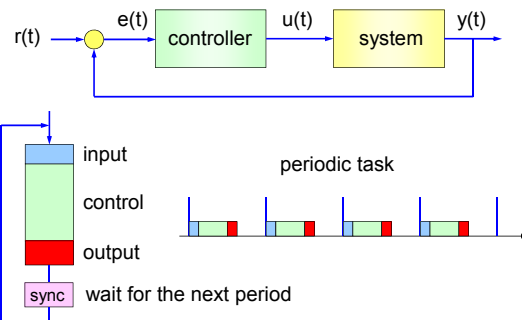 r(t)
e(t)
controller
u(t)
system
y(t)
input
control
output
sync
wait for the next period
periodic task